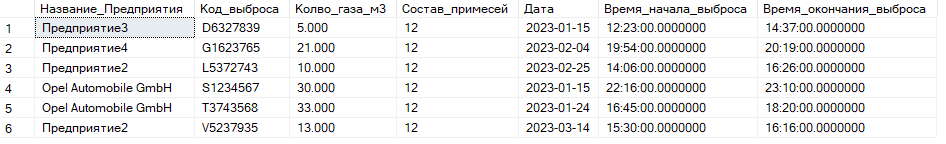 Название_Предприятия Код_выброса Колво_газа_м3 Состав_примесей Дата Время_начала_выброса Время_окончания_выброса
1 Предприятие3 D6327839 5.000 12 2023-01-15 12:23:00.0000000 14:37:00.0000000
2 Предприятие4 G1623765 21.000 12 2023-02-04 19:54:00.0000000 20:19:00.0000000
3 Предприятие2 L5372743 10.000 12 2023-02-25 14:06:00.0000000 16:26:00.0000000
4 Opel Automobile GmbH S1234567 30.000 12 2023-01-15 22:16:00.0000000 23:10:00.0000000
5 Opel Automobile GmbH T3743568 33.000 12 2023-01-24 16:45:00.0000000 18:20:00.0000000
6 Предприятие2 V5237935 13.000 12 2023-03-14 15:30:00.0000000 16:16:00.0000000